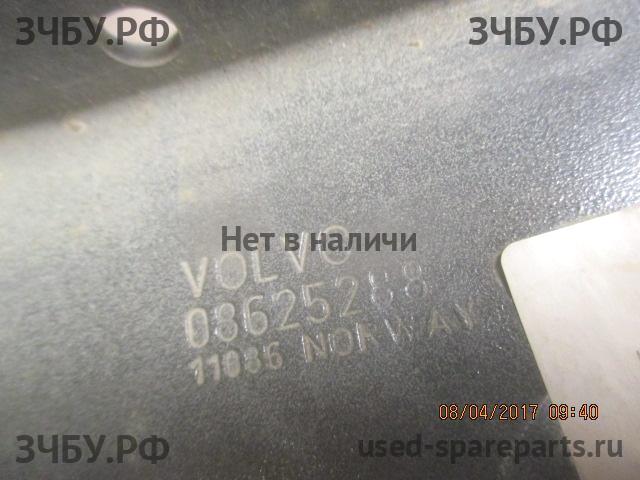 ЗЧБУ.РФ
ЗЧБУ.РФ
Нет в наличи
VOLVO
08625288
11086 NORWAY
08/04/2017 09:40
ЗЧБУ.РФ
used-spareparts.ru